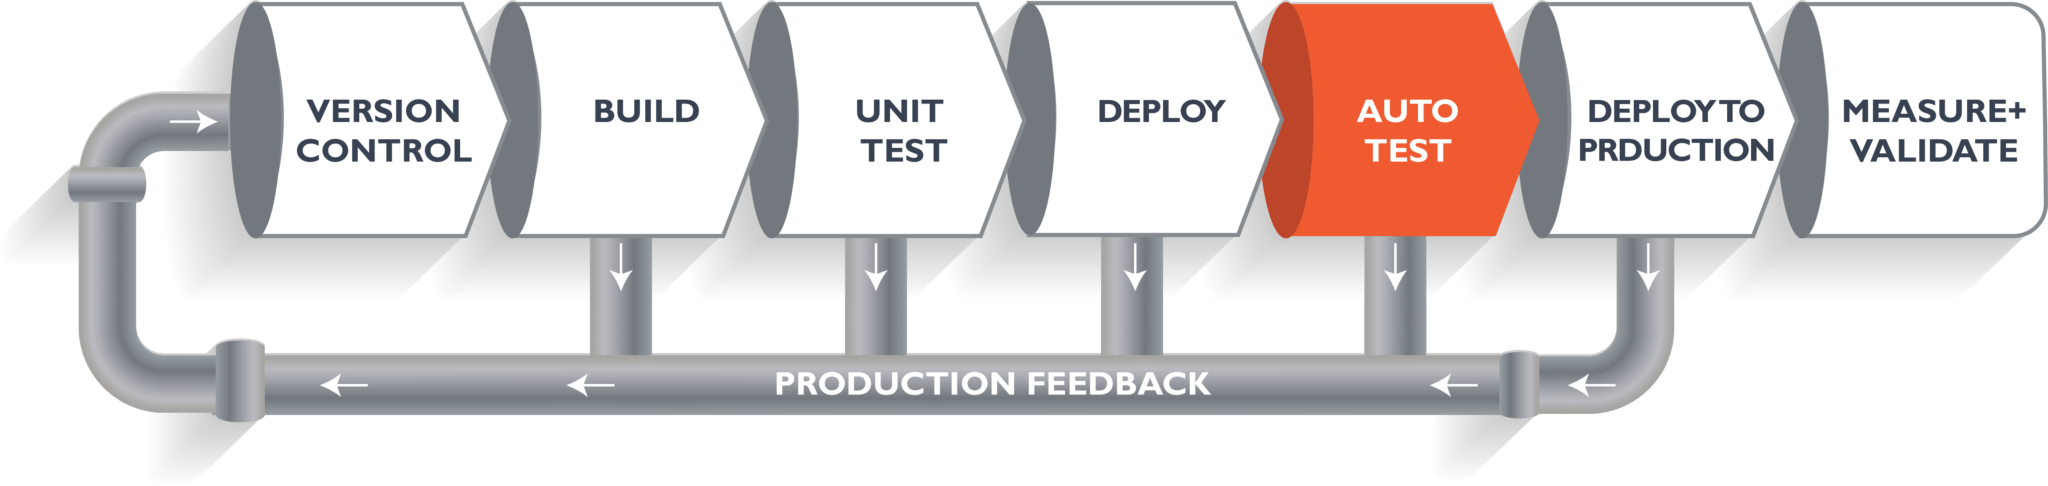 VERSION
CONTROL
BUILD
UNIT
TEST
DEPLOY
AUTO
TEST
DEPLOY TO
PRDUCTION
MEASURE+
VALIDATE
PRODUCTION FEEDBACK